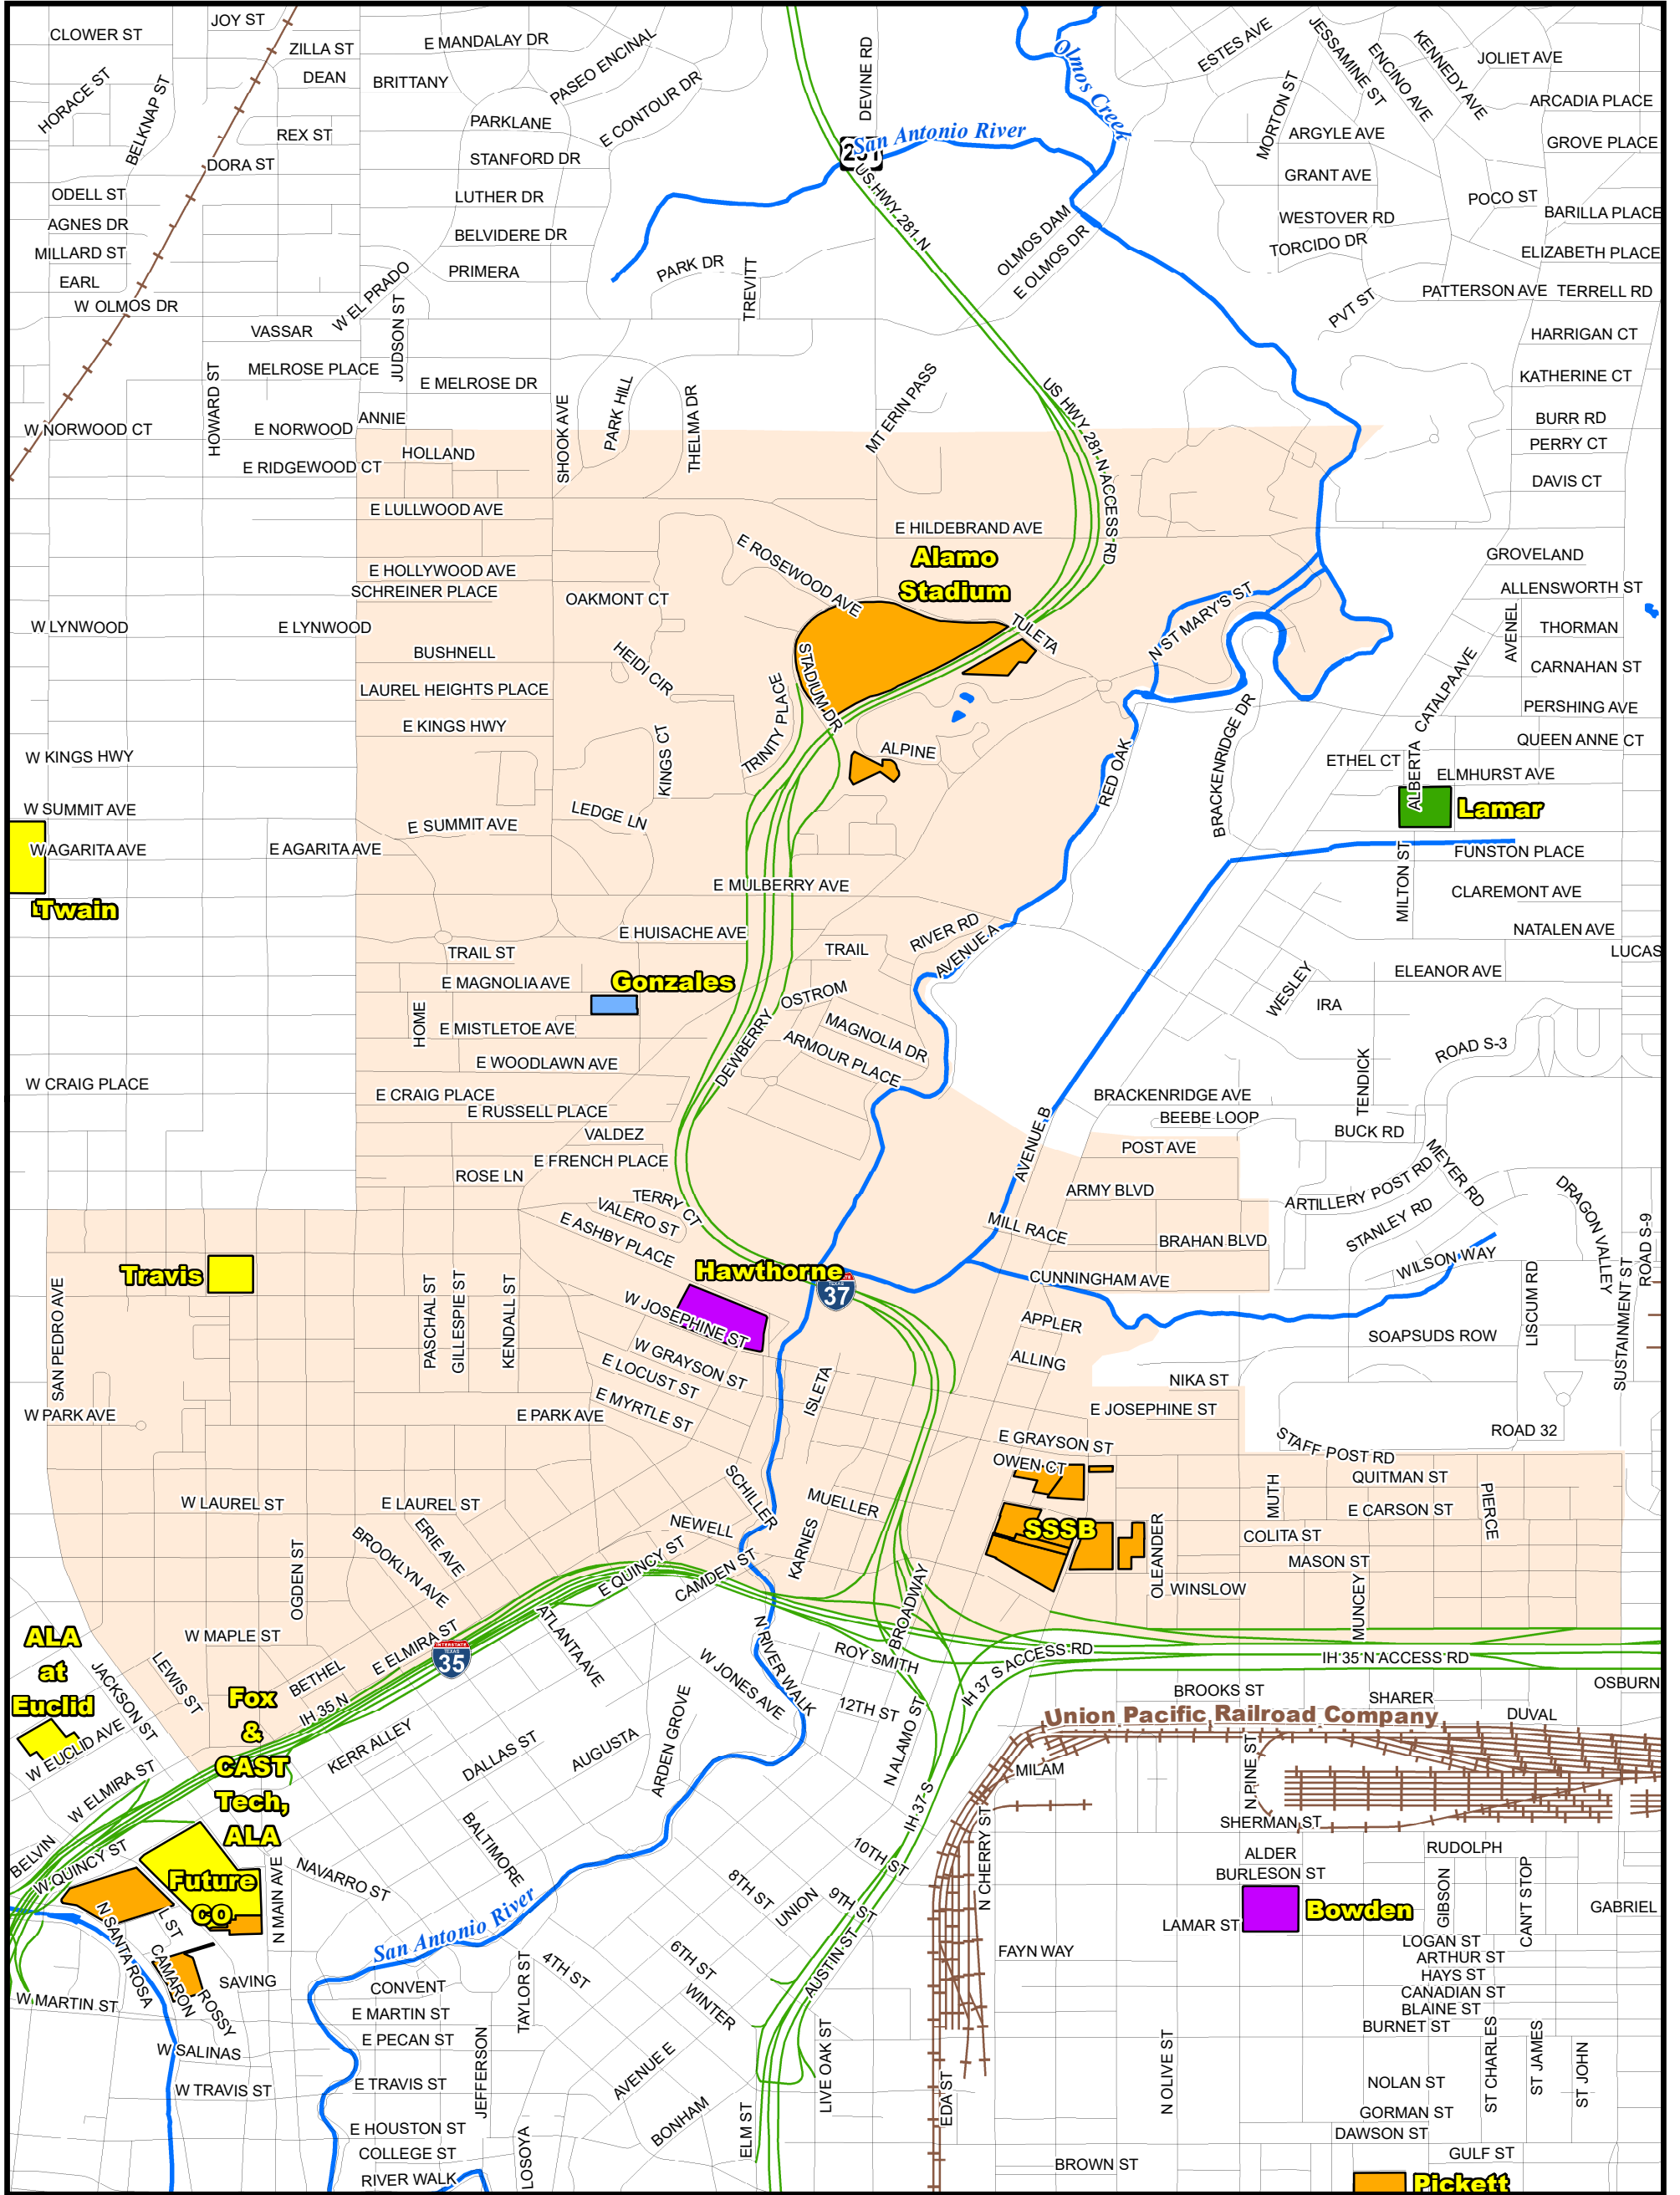 CLOWER ST
JOY ST
ZILLA ST
DEAN
E MANDALAY DR
BRITTANY
PASEO ENCINAL
DEVINE RD
Olmos Creek
ESTES AVE
JESSAMINE ST
ENCINO AVE
KENNEDY AVE
JOLIET AVE
HORACE ST
BELKNAP ST
REX ST
PARKLANE
E CONTOUR DR
San Antonio River
281
MORTON ST
ARGYLE AVE
ARCADIA PLACE
GROVE PLACE
DORA ST
STANFORD DR
US HWY 281 N
GRANT AVE
ODELL ST
LUTHER DR
POCO ST
AGNES DR
BELVIDERE DR
OLMOS DAM
WESTOVER RD
BARILLA PLACE
MILLARD ST
TORCIDO DR
ELIZABETH PLACE
EARL
PRIMERA
PARK DR
TREVITT
E OLMOS DR
W OLMOS DR
W EL PRADO
PATTERSON AVE
TERRELL RD
VASSAR
JUDSON ST
PVT ST
HARRIGAN CT
MELROSE PLACE
E MELROSE DR
HOWARD ST
KATHERINE CT
SHOOK AVE
PARK HILL
THELMA DR
MT ERIN PASS
US HWY 281 N ACCESS RD
W NORWOOD CT
E NORWOOD
ANNIE
BURR RD
PERRY CT
HOLLAND
E RIDGEWOOD CT
DAVIS CT
E LULLWOOD AVE
E HILDEBRAND AVE
E ROSEWOOD AVE
Alamo
Stadium
GROVELAND
E HOLLYWOOD AVE
SCHREINER PLACE
OAKMONT CT
ALLENSWORTH ST
W LYNWOOD
E LYNWOOD
TULETA
N ST MARY'S ST
AVENEL
THORMAN
BUSHNELL
HEIDI CIR
STADIUM DR
CARNAHAN ST
LAUREL HEIGHTS PLACE
TRINITY PLACE
BRACKENRIDGE DR
CATALPA AVE
PERSHING AVE
E KINGS HWY
KINGS CT
ALPINE
RED OAK
QUEEN ANNE CT
W KINGS HWY
ETHEL CT
ALBERTA
ELMHURST AVE
W SUMMIT AVE
E SUMMIT AVE
LEDGE LN
Lamar
W AGARITA AVE
E AGARITA AVE
FUNSTON PLACE
Twain
E MULBERRY AVE
MILTON ST
CLAREMONT AVE
E HUISACHE AVE
RIVER RD
AVENUE A
NATALEN AVE
TRAIL ST
TRAIL
LUCAS
E MAGNOLIA AVE
Gonzales
WESLEY
ELEANOR AVE
HOME
OSTROM
IRA
E MISTLETOE AVE
DEWBERRY
MAGNOLIA DR
ROAD S-3
E WOODLAWN AVE
ARMOUR PLACE
TENDICK
W CRAIG PLACE
E CRAIG PLACE
E RUSSELL PLACE
BRACKENRIDGE AVE
BEEBE LOOP
VALDEZ
AVENUE B
POST AVE
BUCK RD
MEYER RD
E FRENCH PLACE
ROSE LN
ARMY BLVD
ARTILLERY POST RD
DRAGON VALLEY
TERRY CT
VALERO ST
E ASHBY PLACE
MILL RACE
STANLEY RD
BRAHAN BLVD
ROAD S-9
Travis
Hawthorne
37
CUNNINGHAM AVE
WILSON WAY
SAN PEDRO AVE
PASCHAL ST
GILLESPIE ST
KENDALL ST
W JOSEPHINE ST
APPLER
LISCUM RD
SUSTAINMENT ST
SOAPSUDS ROW
W GRAYSON ST
E LOCUST ST
ALLING
NIKA ST
W PARK AVE
E PARK AVE
E MYRTLE ST
ISLETA
E JOSEPHINE ST
ROAD 32
E GRAYSON ST
STAFF POST RD
OWEN CT
QUITMAN ST
W LAUREL ST
E LAUREL ST
SCHILLER
MUELLER
MUTH
E CARSON ST
PIERCE
ERIE AVE
BROOKLYN AVE
NEWELL
SSSB
COLITA ST
OGDEN ST
E QUINCY ST
CAMDEN ST
KARNES
OLEANDER
MASON ST
WINSLOW
MUNCEY
ALA
at
Euclid
W MAPLE ST
E ELMIRA ST
ATLANTA AVE
N RIVER WALK
BROADWAY
ROY SMITH
IH 37 S ACCESS RD
IH 35 N ACCESS RD
JACKSON ST
LEWIS ST
BETHEL
INTERSTATE
TEXAS
35
W JONES AVE
OSBURN
Fox
&
CAST
Tech,
ALA
Future
CO
IH 35 N
12TH ST
BROOKS ST
SHARER
Union Pacific Railroad Company
DUVAL
W EUCLID AVE
KERR ALLEY
DALLAS ST
AUGUSTA
ARDEN GROVE
N ALAMO ST
MILAM
N PINE ST
W ELMIRA ST
IH 37 S
N CHERRY ST
SHERMAN ST
BELVIN
W QUINCY ST
BALTIMORE
10TH ST
RUDOLPH
ALDER
BURLESON ST
NAVARRO ST
N MAIN AVE
8TH ST
UNION
9TH ST
Bowden
GIBSON
CANT STOP
GABRIEL
L ST
N SANTA ROSA
San Antonio River
LAMAR ST
LOGAN ST
FAYN WAY
ARTHUR ST
CAMARON
SAVING
4TH ST
6TH ST
AUSTIN ST
HAYS ST
CONVENT
WINTER
CANADIAN ST
BLAINE ST
W MARTIN ST
ROSSY
E MARTIN ST
TAYLOR ST
BURNET ST
W SALINAS
E PECAN ST
JEFFERSON
AVENUE E
LIVE OAK ST
N OLIVE ST
ST CHARLES
ST JAMES
ST JOHN
W TRAVIS ST
E TRAVIS ST
EDA ST
NOLAN ST
E HOUSTON ST
BONHAM
ELM ST
GORMAN ST
DAWSON ST
COLLEGE ST
LOSOYA
BROWN ST
GULF ST
RIVER WALK
Pickett